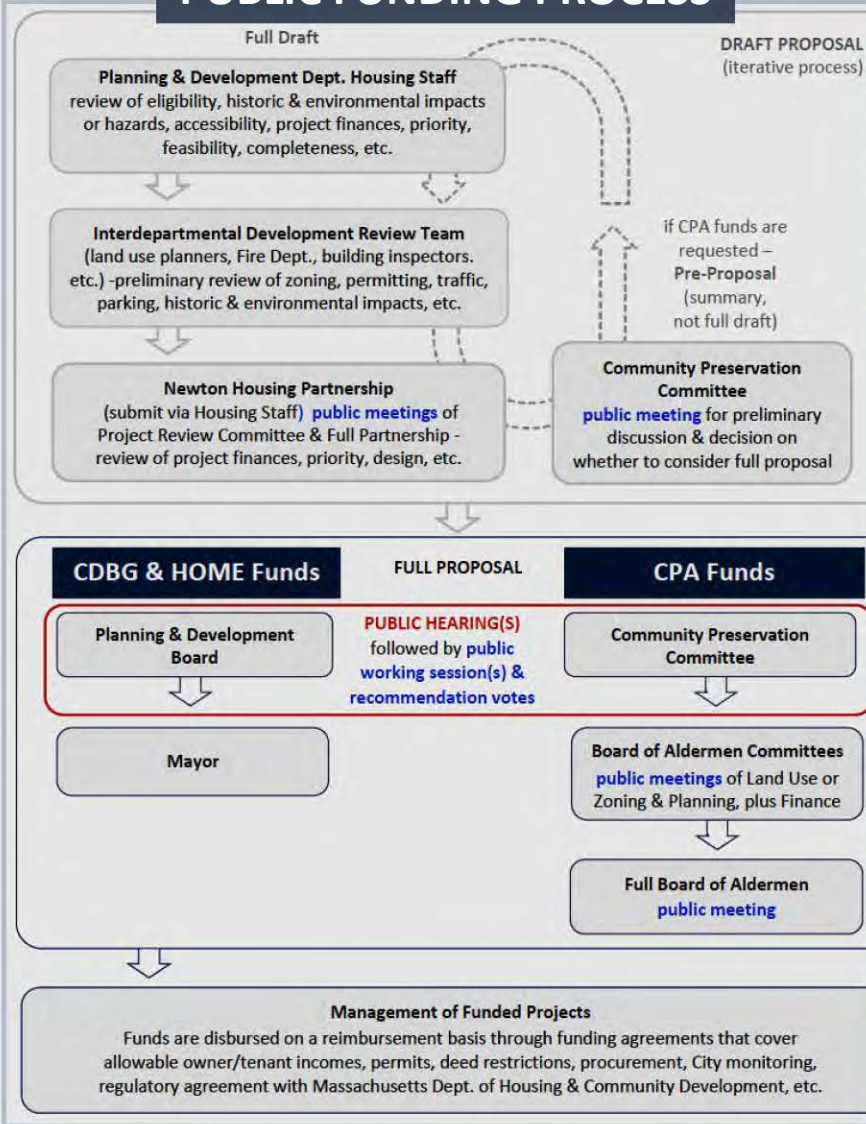 PUBLIC FUNDING PROCESS
Full Draft
DRAFT PROPOSAL
(iterative process)
Planning & Development Dept. Housing Staff
review of eligibility, historic & environmental impacts
or hazards, accessibility, project finances, priority,
feasibility, completeness, etc.
Interdepartmental Development Review Team
(land use planners, Fire Dept., building inspectors.
etc.) -preliminary review of zoning, permitting, traffic,
parking, historic & environmental impacts, etc.
if CPA funds are
requested –
Pre-Proposal
(summary,
not full draft)
Newton Housing Partnership
(submit via Housing Staff) public meetings of
Project Review Committee & Full Partnership -
review of project finances, priority, design, etc.
Community Preservation
Committee
public meeting for preliminary
discussion & decision on
whether to consider full proposal
CDBG & HOME Funds
FULL PROPOSAL
CPA Funds
Planning & Development
Board
PUBLIC HEARING(S)
followed by public
working session(s) &
recommendation votes
Community Preservation
Committee
Mayor
Board of Aldermen Committees
public meetings of Land Use or
Zoning & Planning, plus Finance
Full Board of Aldermen
public meeting
Management of Funded Projects
Funds are disbursed on a reimbursement basis through funding agreements that cover
allowable owner/tenant incomes, permits, deed restrictions, procurement, City monitoring,
regulatory agreement with Massachusetts Dept. of Housing & Community Development, etc.